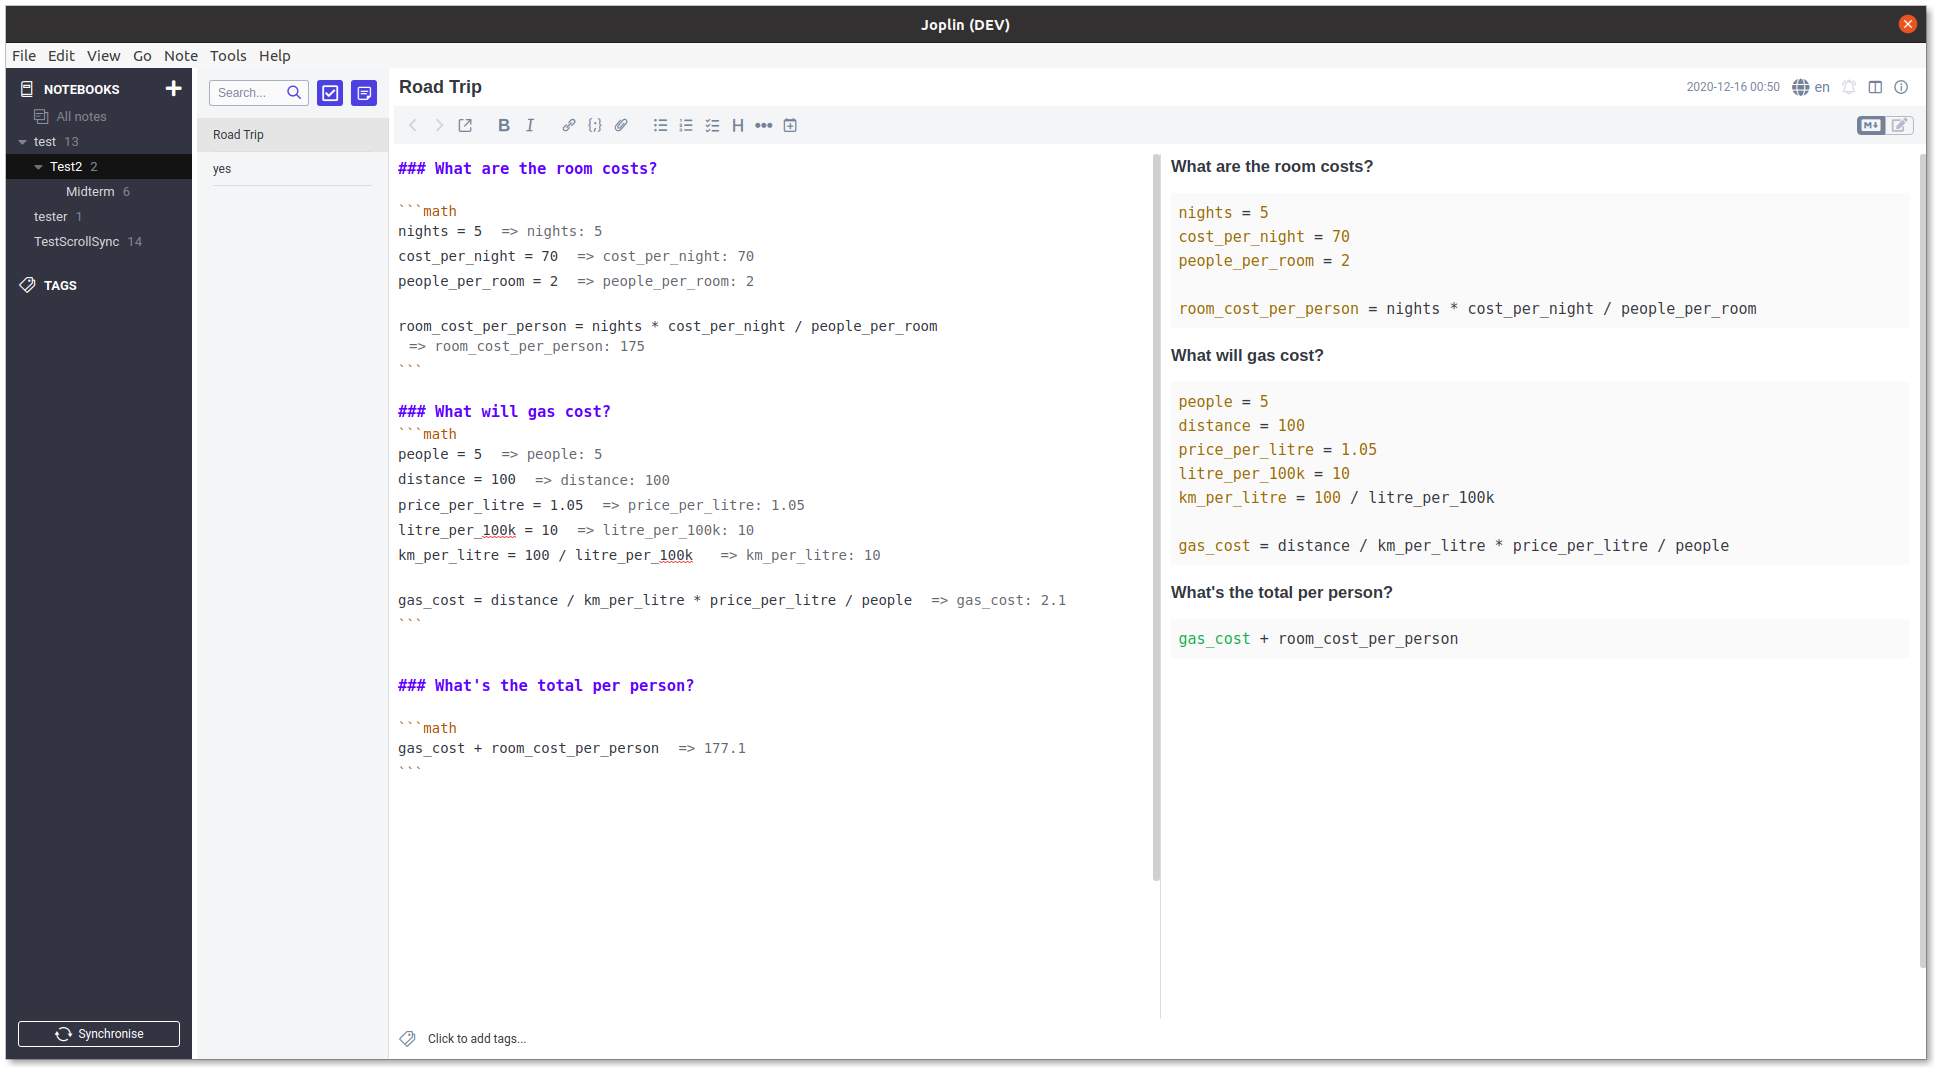 Joplin (DEV)
File Edit View Go Note Tools Help
NOTEBOOKS
All notes
test 13
Test2 2
Midterm 6
tester 1
TestScrollSync 14
TAGS
Synchronise
Search...
Road Trip
yes
Road Trip
2020-12-16 00:50 en
B I {;} H
M
### What are the room costs?
```math
nights = 5 => nights: 5
cost_per_night = 70 => cost_per_night: 70
people_per_room = 2 => people_per_room: 2
room_cost_per_person = nights * cost_per_night / people_per_room
=> room_cost_per_person: 175
```
### What will gas cost?
```math
people = 5 => people: 5
distance = 100 => distance: 100
price_per_litre = 1.05 => price_per_litre: 1.05
litre_per_100k = 10 => litre_per_100k: 10
km_per_litre = 100 / litre_per_100k => km_per_litre: 10
gas_cost = distance / km_per_litre * price_per_litre / people => gas_cost: 2.1
```
### What's the total per person?
```math
gas_cost + room_cost_per_person => 177.1
```
Click to add tags...
What are the room costs?
nights = 5
cost_per_night = 70
people_per_room = 2
room_cost_per_person = nights * cost_per_night / people_per_room
What will gas cost?
people = 5
distance = 100
price_per_litre = 1.05
litre_per_100k = 10
km_per_litre = 100 / litre_per_100k
gas_cost = distance / km_per_litre * price_per_litre / people
What's the total per person?
gas_cost + room_cost_per_person